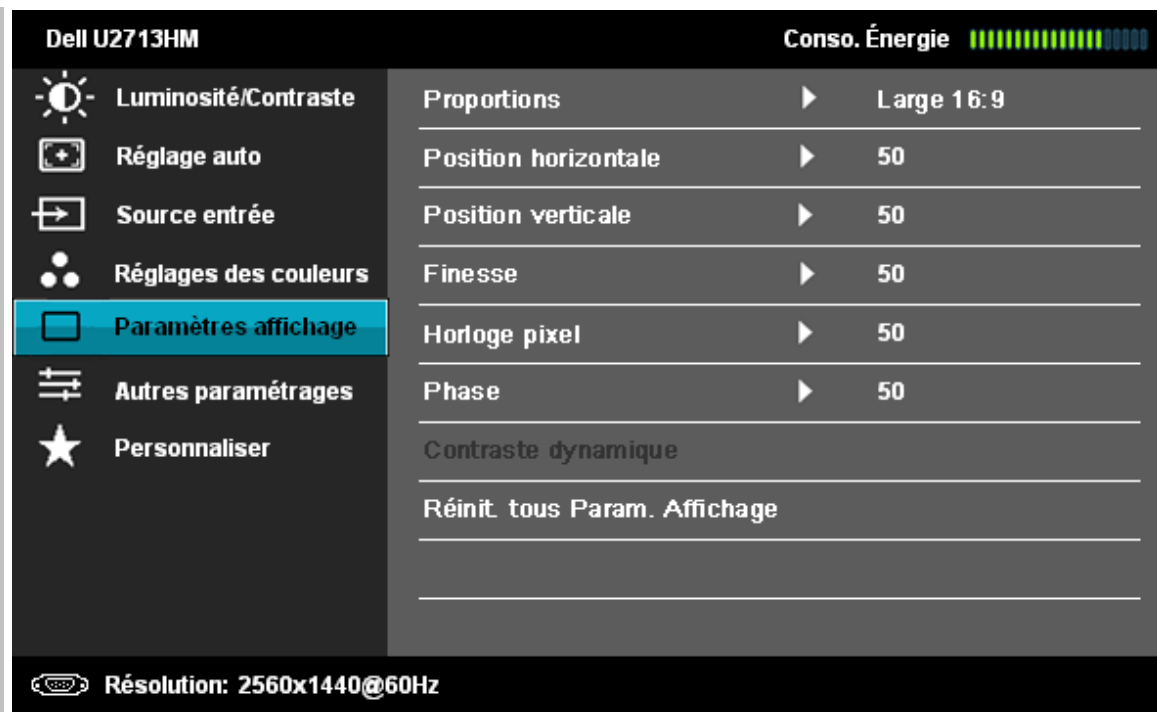 Dell U2713HM Conso. Énergie
Luminosité/Contraste
Réglage auto
Source entrée
Réglages des couleurs
Paramètres affichage
Autres paramétrages
Personnaliser
Proportions Large 16:9
Position horizontale 50
Position verticale 50
Finesse 50
Horloge pixel 50
Phase 50
Contraste dynamique
Réinit. tous Param. Affichage
Résolution: 2560x1440@60Hz